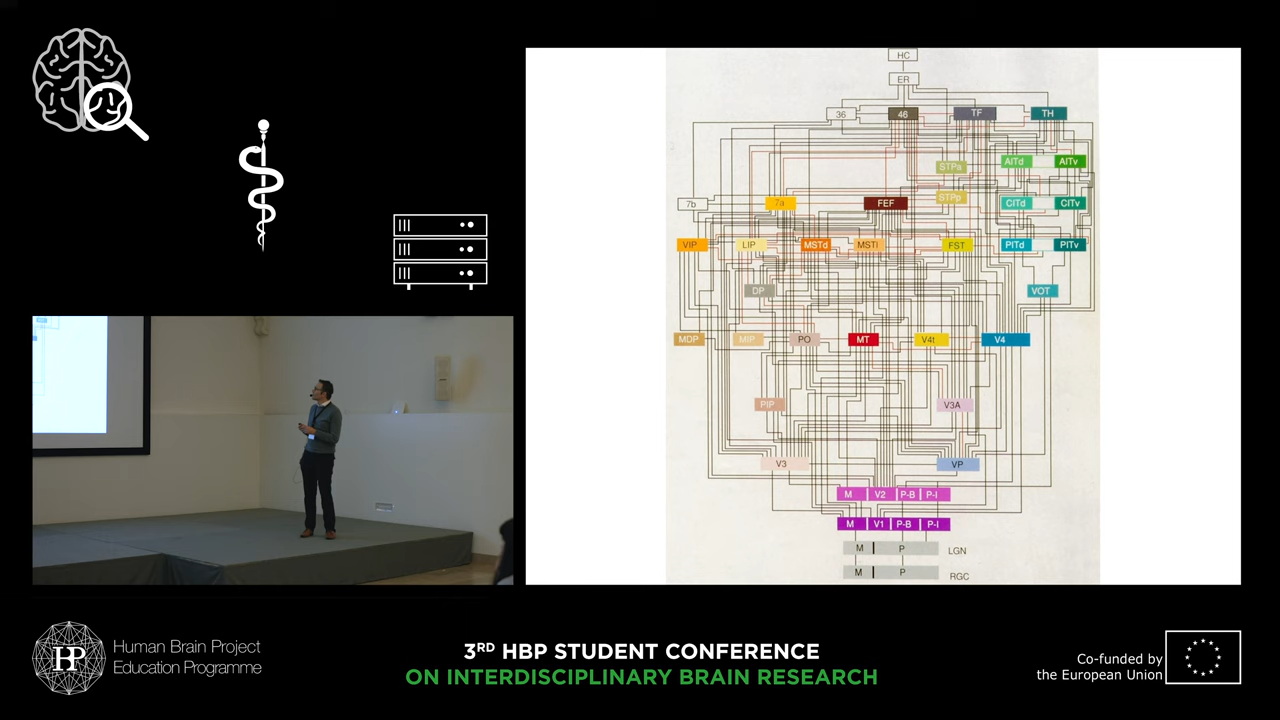 HC
ER
36 46 TF TH
STPa AITd AITv
7b 7a FEF STPp CITd CITv
VIP LIP MSTd MSTl FST PITd PITv
DP VOT
MDP MIP PO MT V4t V4
PIP V3A
V3 VP
M V2 P-B P-I
M V1 P-B P-I
M P LGN
M P RGC
HP
Human Brain Project
Education Programme
3RD HBP STUDENT CONFERENCE
ON INTERDISCIPLINARY BRAIN RESEARCH
Co-funded by
the European Union